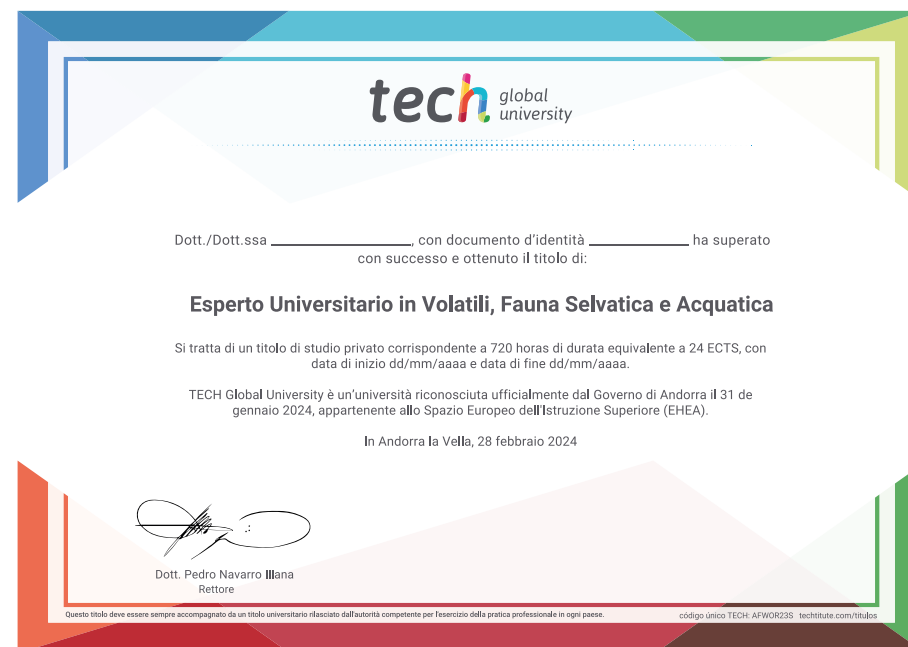 tech global university
Dott./Dott.ssa ____________________, con documento d'identità ______________ ha superato
con successo e ottenuto il titolo di:
Esperto Universitario in Volatili, Fauna Selvatica e Acquatica
Si tratta di un titolo di studio privato corrispondente a 720 horas di durata equivalente a 24 ECTS, con
data di inizio dd/mm/aaaa e data di fine dd/mm/aaaa.
TECH Global University è un'università riconosciuta ufficialmente dal Governo di Andorra il 31 de
gennaio 2024, appartenente allo Spazio Europeo dell'Istruzione Superiore (EHEA).
In Andorra la Vella, 28 febbraio 2024
Dott. Pedro Navarro Illana
Rettore
Questo titolo deve essere sempre accompagnato da un titolo universitario rilasciato dall'autorità competente per l'esercizio della pratica professionale in ogni paese.
código único TECH: AFWOR23S techtitute.com/titulos